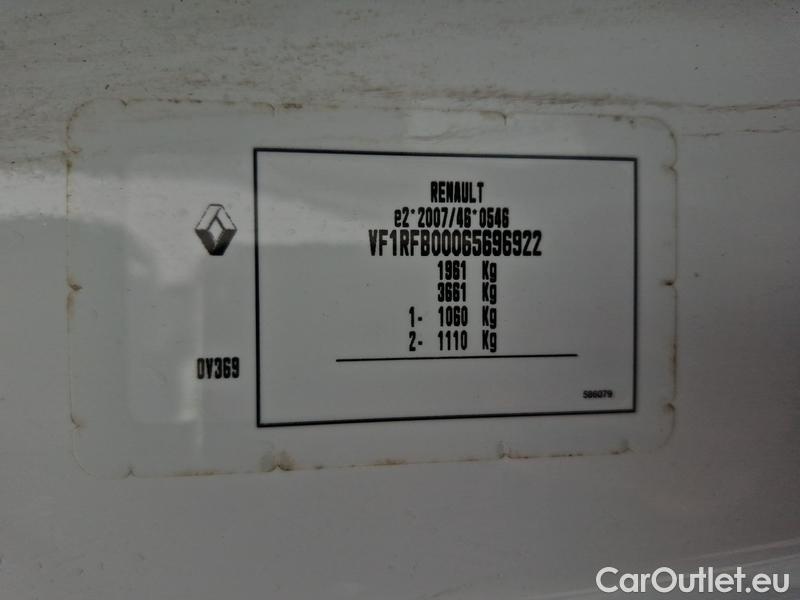 RENAULT
e2*2007/46*0546
VF1RFB00065696922
1961 Kg
3661 Kg
1- 1060 Kg
2- 1110 Kg
DV369
586079
CarOutlet.eu